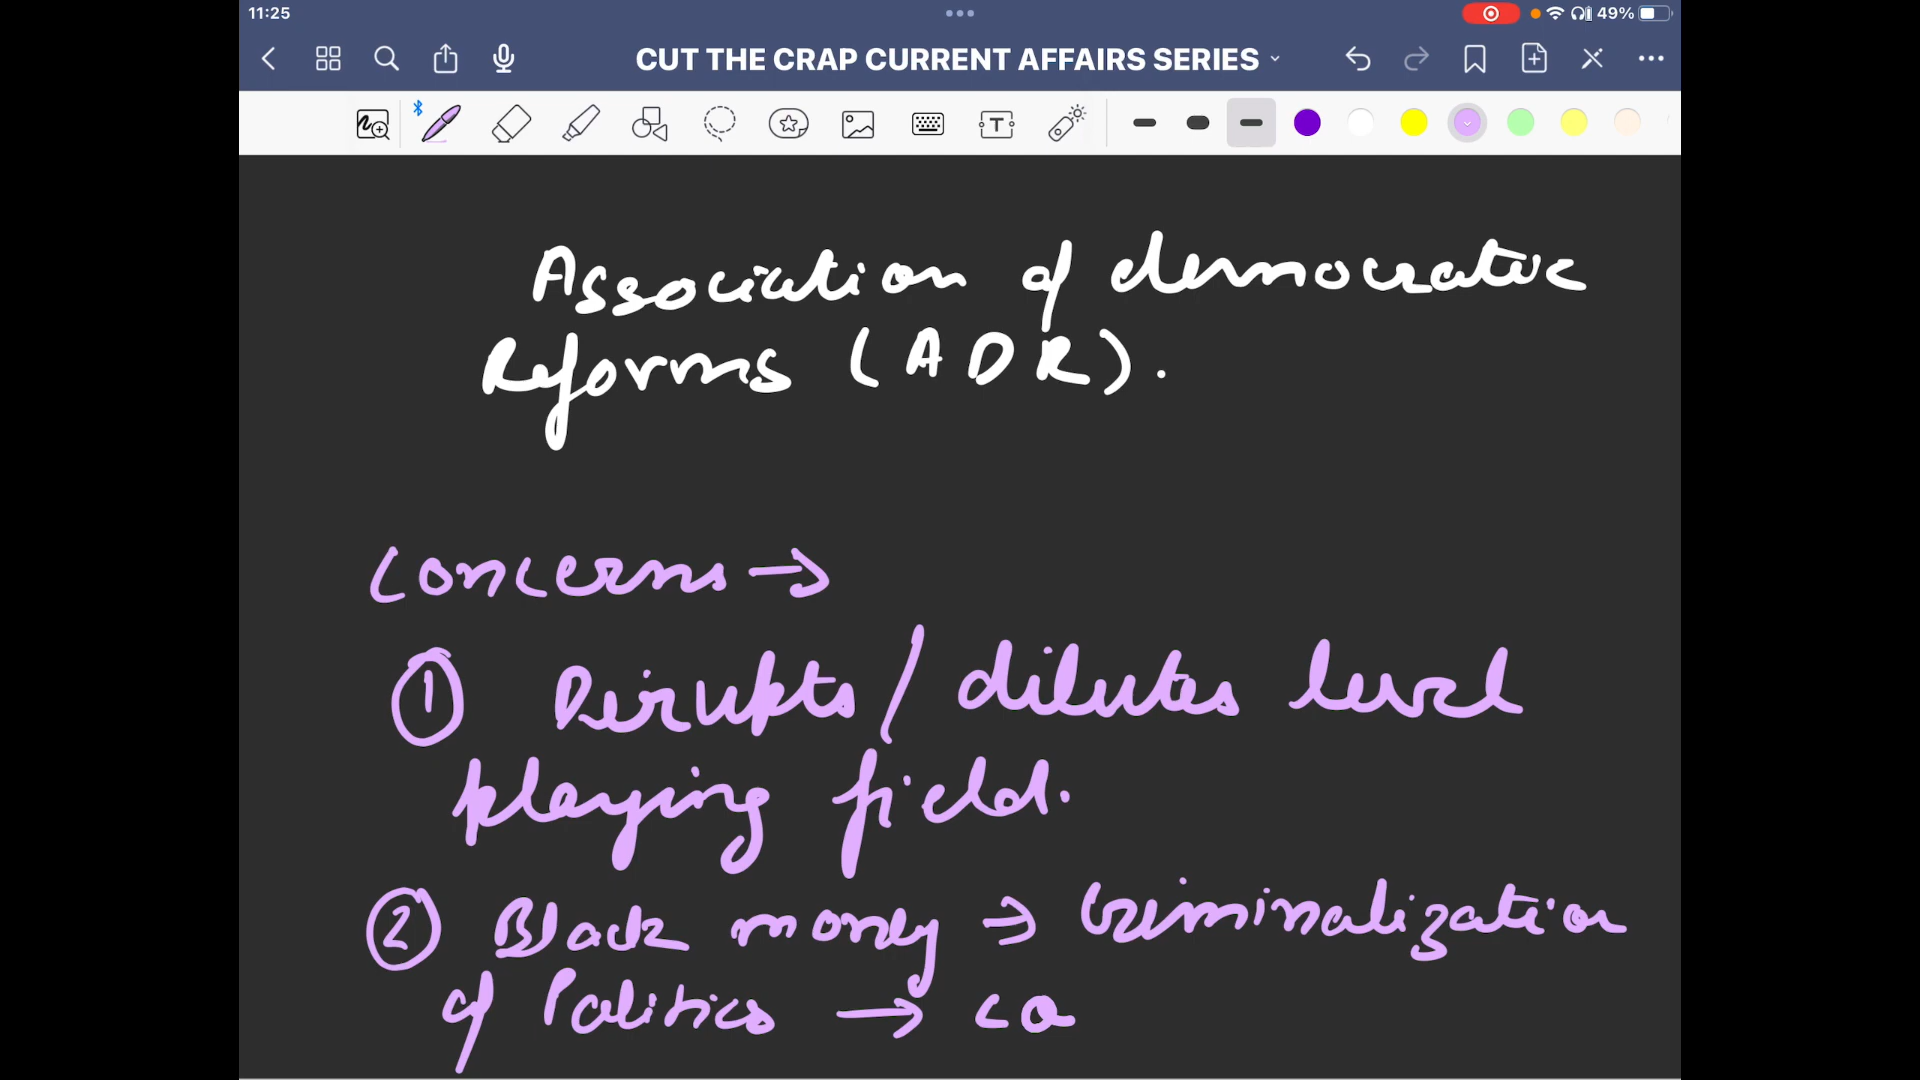 11:25
49%
CUT THE CRAP CURRENT AFFAIRS SERIES
T
Association of democratic
Reforms (ADR).
Concerns →
① Disrupts / dilutes level
playing field.
② Black money → Criminalization
of Politics → co